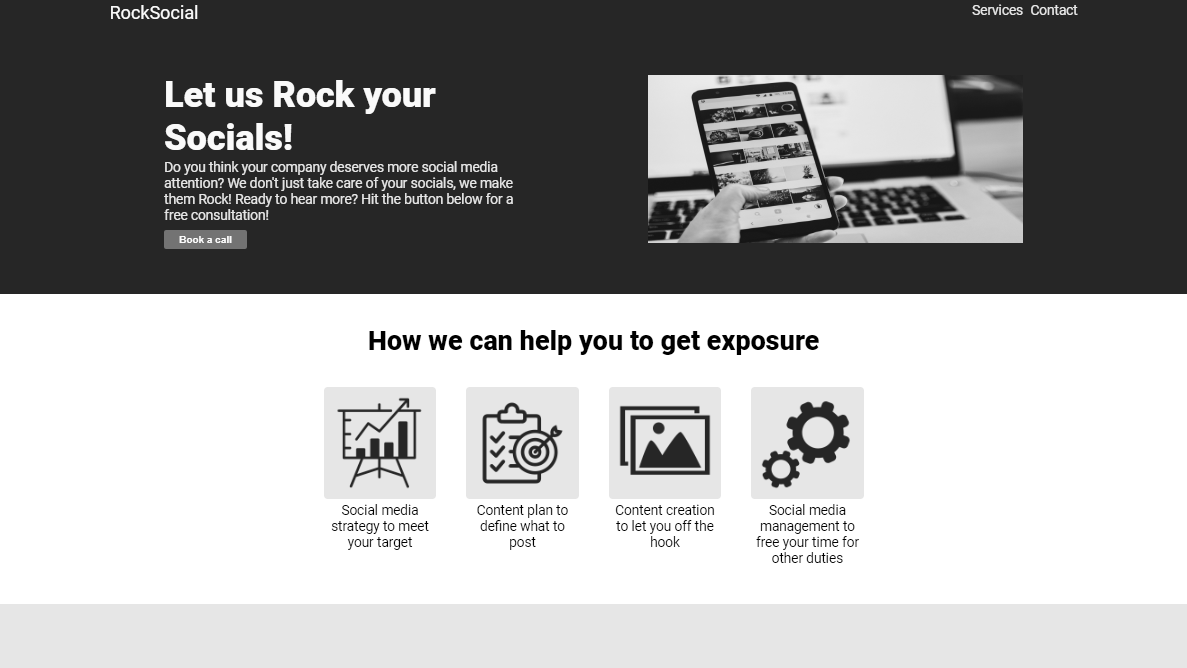 RockSocial
Services Contact
Let us Rock your
Socials!
Do you think your company deserves more social media
attention? We don't just take care of your socials, we make
them Rock! Ready to hear more? Hit the button below for a
free consultation!
Book a call
How we can help you to get exposure
Social media
strategy to meet
your target
Content plan to
define what to
post
Content creation
to let you off the
hook
Social media
management to
free your time for
other duties